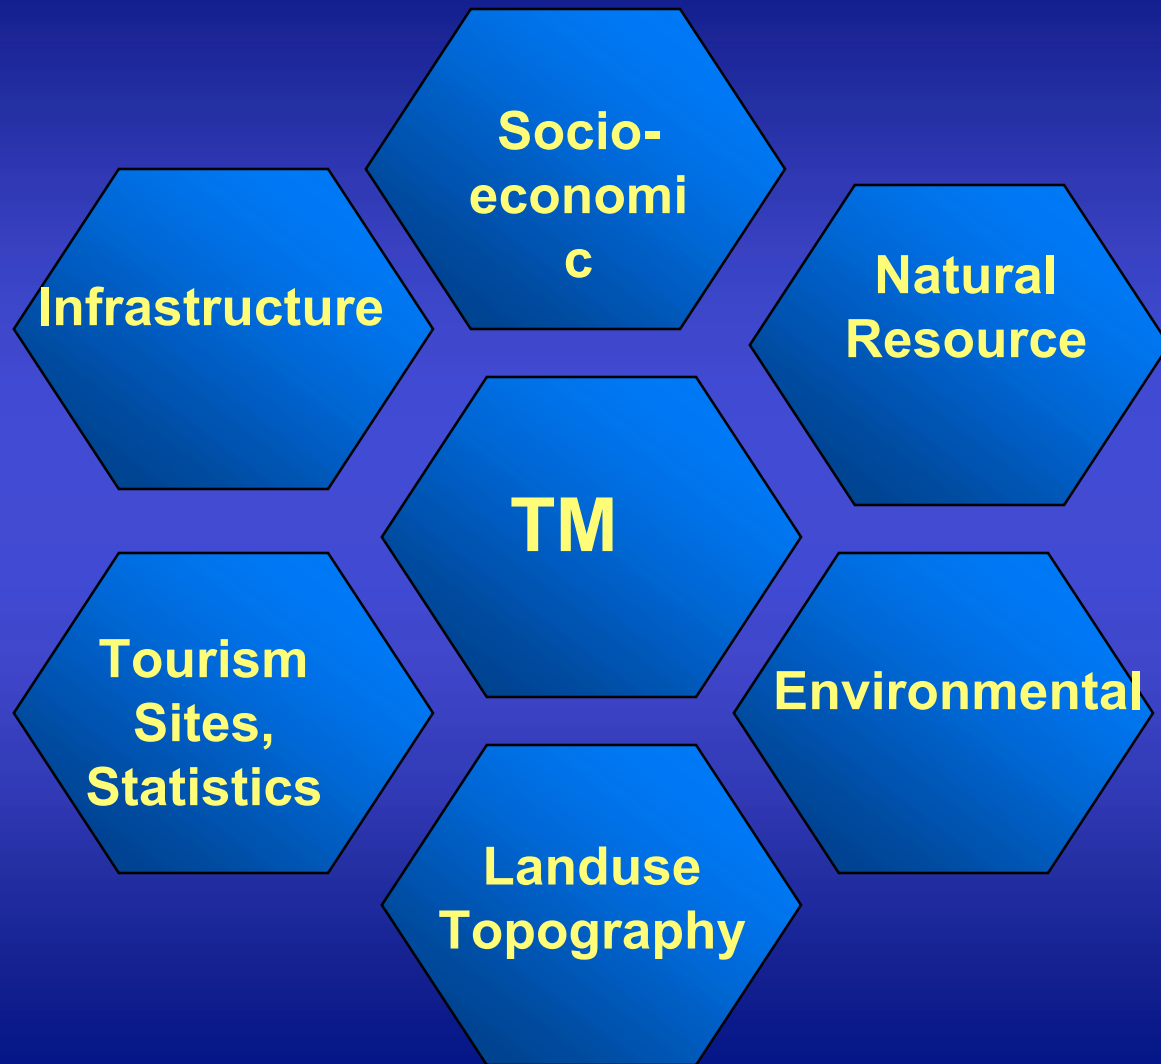 Socio-
economi
c
Infrastructure
Natural
Resource
TM
Tourism
Sites,
Statistics
Environmental
Landuse
Topography